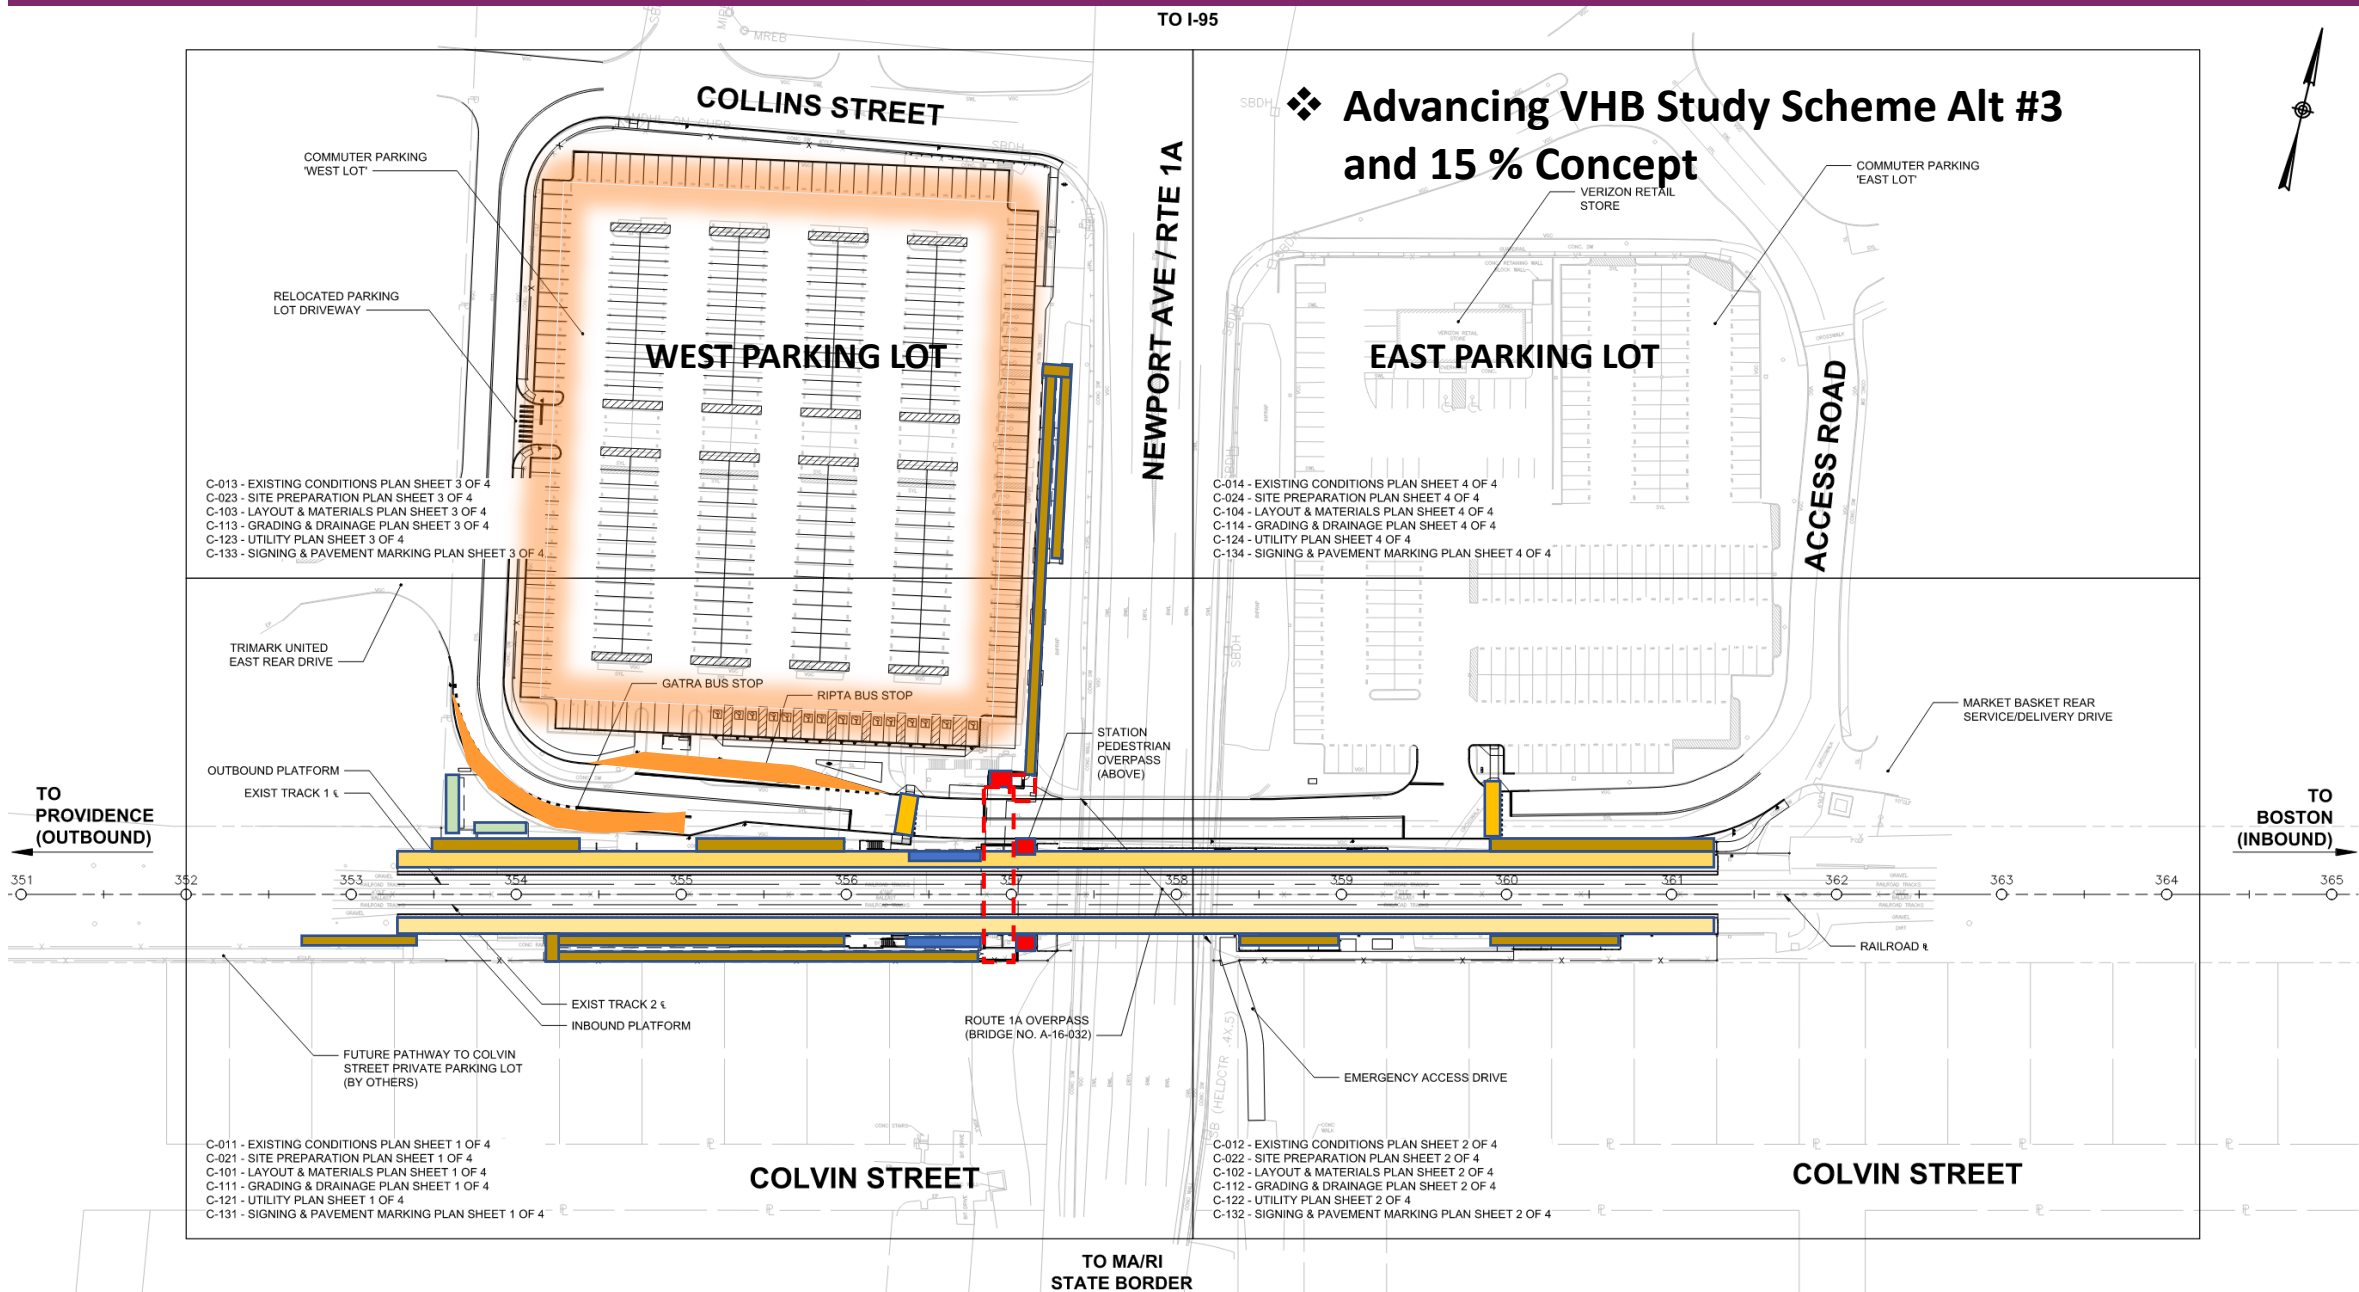 TO I-95
❖ Advancing VHB Study Scheme Alt #3
and 15 % Concept
COLLINS STREET
MREB
SBDH
SBDH
NEWPORT AVE / RTE 1A
COMMUTER PARKING
'WEST LOT'
COMMUTER PARKING
'EAST LOT'
VERIZON RETAIL
STORE
RELOCATED PARKING
LOT DRIVEWAY
WEST PARKING LOT
EAST PARKING LOT
VERIZON RETAIL
STORE
ACCESS ROAD
CROSSWALK
C-013 - EXISTING CONDITIONS PLAN SHEET 3 OF 4
C-023 - SITE PREPARATION PLAN SHEET 3 OF 4
C-103 - LAYOUT & MATERIALS PLAN SHEET 3 OF 4
C-113 - GRADING & DRAINAGE PLAN SHEET 3 OF 4
C-123 - UTILITY PLAN SHEET 3 OF 4
C-133 - SIGNING & PAVEMENT MARKING PLAN SHEET 3 OF 4
C-014 - EXISTING CONDITIONS PLAN SHEET 4 OF 4
C-024 - SITE PREPARATION PLAN SHEET 4 OF 4
C-104 - LAYOUT & MATERIALS PLAN SHEET 4 OF 4
C-114 - GRADING & DRAINAGE PLAN SHEET 4 OF 4
C-124 - UTILITY PLAN SHEET 4 OF 4
C-134 - SIGNING & PAVEMENT MARKING PLAN SHEET 4 OF 4
TRIMARK UNITED
EAST REAR DRIVE
GATRA BUS STOP
RIPTA BUS STOP
SBDH
MARKET BASKET REAR
SERVICE/DELIVERY DRIVE
STATION
PEDESTRIAN
OVERPASS
(ABOVE)
OUTBOUND PLATFORM
EXIST TRACK 1 ℄
TO
PROVIDENCE
(OUTBOUND)
TO
BOSTON
(INBOUND)
351 352 353 354 355 356 357 358 359 360 361 362 363 364 365
RAILROAD ℄
EXIST TRACK 2 ℄
INBOUND PLATFORM
ROUTE 1A OVERPASS
(BRIDGE NO. A-16-032)
FUTURE PATHWAY TO COLVIN
STREET PRIVATE PARKING LOT
(BY OTHERS)
EMERGENCY ACCESS DRIVE
C-011 - EXISTING CONDITIONS PLAN SHEET 1 OF 4
C-021 - SITE PREPARATION PLAN SHEET 1 OF 4
C-101 - LAYOUT & MATERIALS PLAN SHEET 1 OF 4
C-111 - GRADING & DRAINAGE PLAN SHEET 1 OF 4
C-121 - UTILITY PLAN SHEET 1 OF 4
C-131 - SIGNING & PAVEMENT MARKING PLAN SHEET 1 OF 4
COLVIN STREET
C-012 - EXISTING CONDITIONS PLAN SHEET 2 OF 4
C-022 - SITE PREPARATION PLAN SHEET 2 OF 4
C-102 - LAYOUT & MATERIALS PLAN SHEET 2 OF 4
C-112 - GRADING & DRAINAGE PLAN SHEET 2 OF 4
C-122 - UTILITY PLAN SHEET 2 OF 4
C-132 - SIGNING & PAVEMENT MARKING PLAN SHEET 2 OF 4
COLVIN STREET
TO MA/RI
STATE BORDER